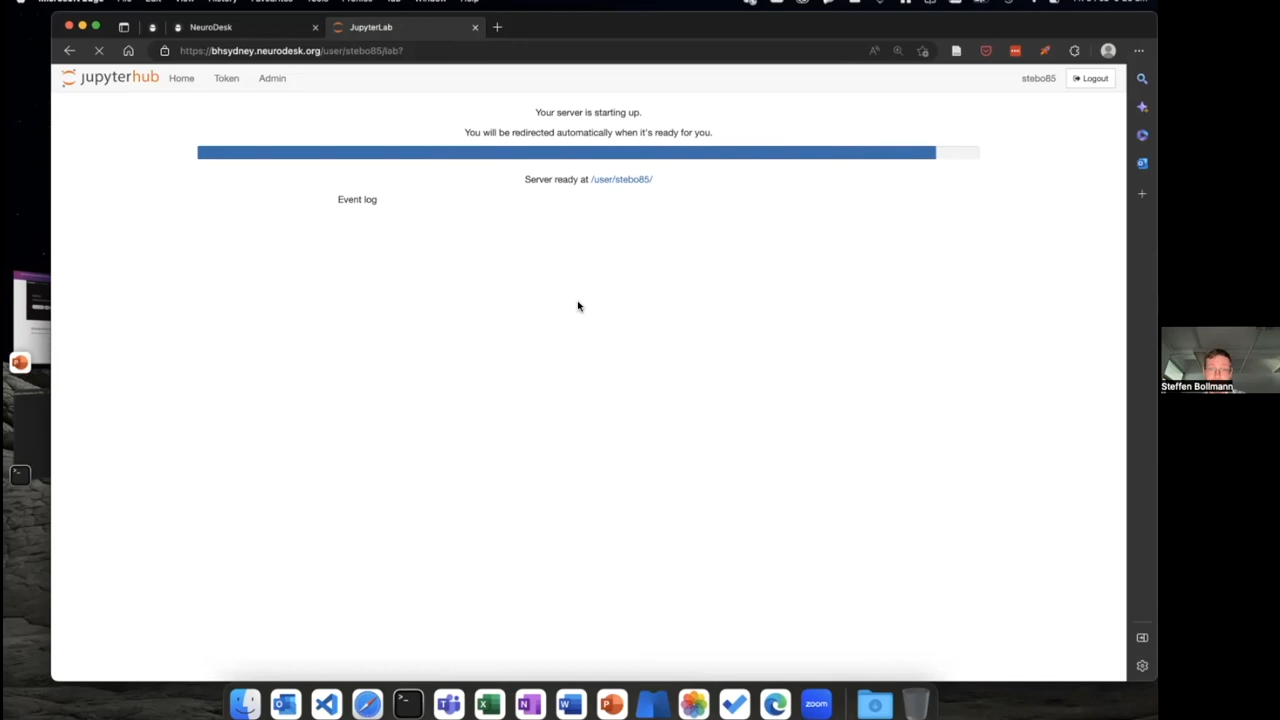 NeuroDesk
JupyterLab
https://bhsydney.neurodesk.org/user/stebo85/lab?
jupyterhub Home Token Admin stebo85 Logout
Your server is starting up.
You will be redirected automatically when it's ready for you.
Server ready at /user/stebo85/
Event log
Steffen Bollmann
zoom